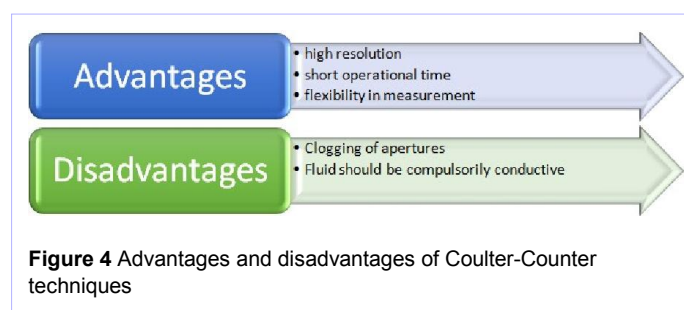 Advantages
• high resolution
• short operational time
• flexibility in measurement
Disadvantages
• Clogging of apertures
• Fluid should be compulsorily conductive
Figure 4 Advantages and disadvantages of Coulter-Counter
techniques